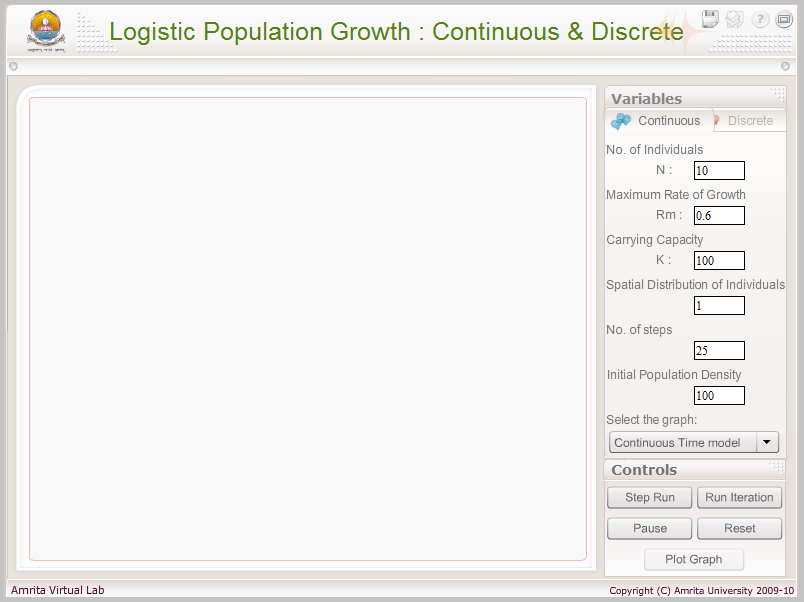 Logistic Population Growth : Continuous & Discrete
?
Variables
Continuous
Discrete
No. of Individuals
N : 10
Maximum Rate of Growth
Rm : 0.6
Carrying Capacity
K : 100
Spatial Distribution of Individuals
1
No. of steps
25
Initial Population Density
100
Select the graph:
Continuous Time model
Controls
Step Run
Run Iteration
Pause
Reset
Plot Graph
Amrita Virtual Lab
Copyright (C) Amrita University 2009-10